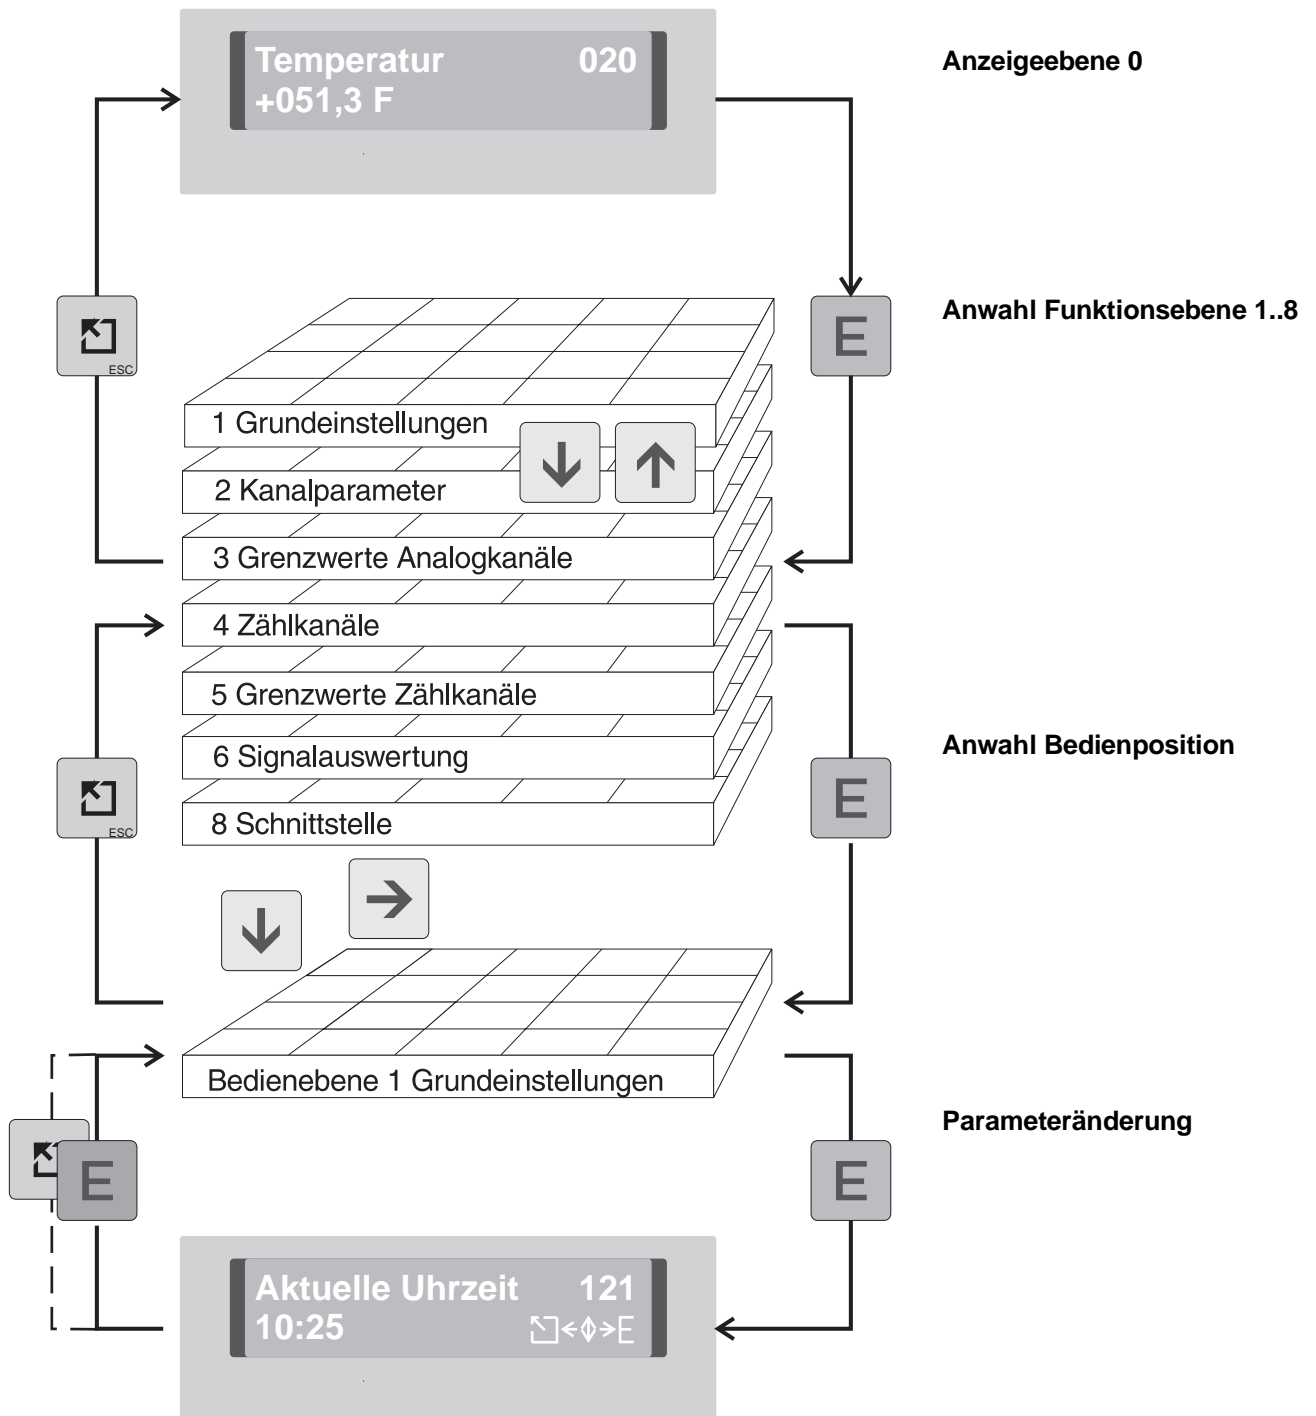 Temperatur 020
+051,3 F
Anzeigeebene 0
ESC
E
Anwahl Funktionsebene 1..8
1 Grundeinstellungen
2 Kanalparameter
3 Grenzwerte Analogkanäle
4 Zählkanäle
5 Grenzwerte Zählkanäle
6 Signalauswertung
Anwahl Bedienposition
ESC
E
8 Schnittstelle
Bedienebene 1 Grundeinstellungen
Parameteränderung
E
E
Aktuelle Uhrzeit 121
10:25 E